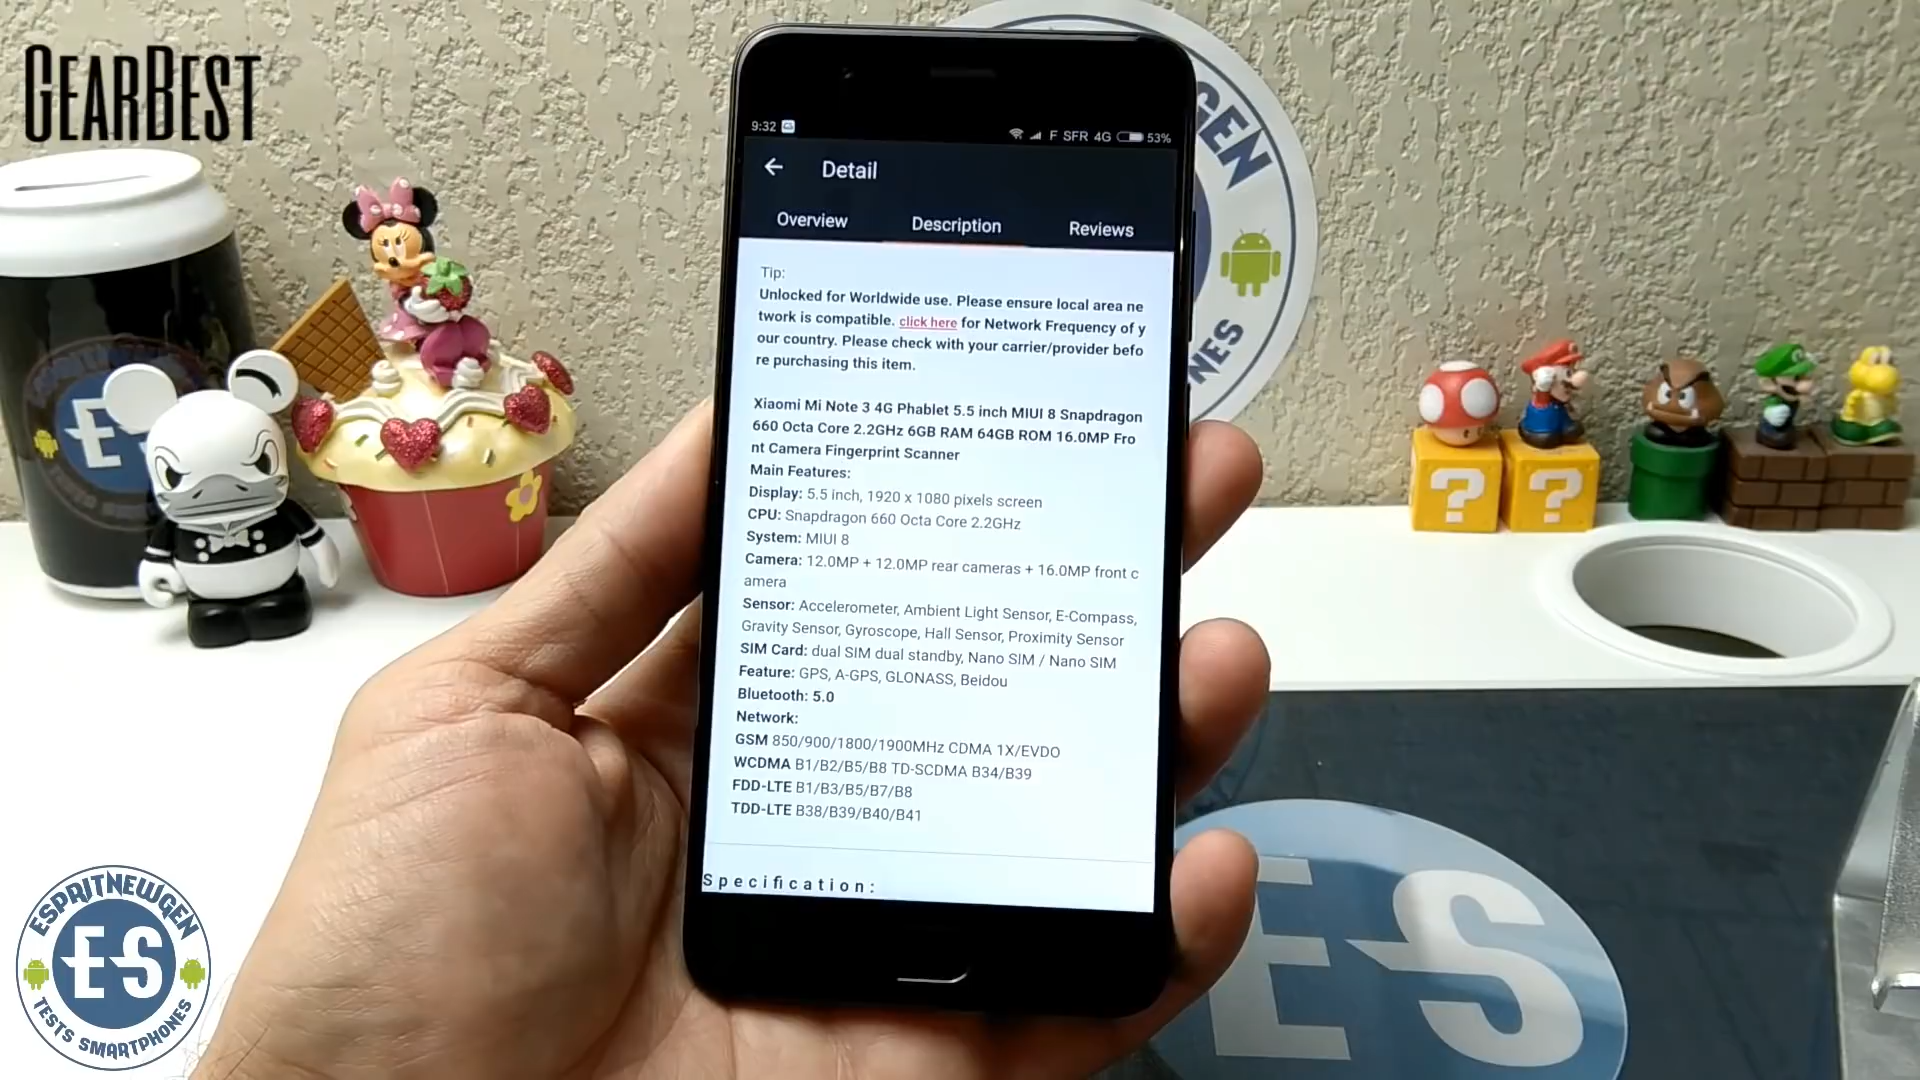 GEARBEST
9:32
F SFR 4G 53%
Detail
Overview Description Reviews
Tip:
Unlocked for Worldwide use. Please ensure local area ne
twork is compatible. click here for Network Frequency of y
our country. Please check with your carrier/provider befo
re purchasing this item.
Xiaomi Mi Note 3 4G Phablet 5.5 inch MIUI 8 Snapdragon
660 Octa Core 2.2GHz 6GB RAM 64GB ROM 16.0MP Fro
nt Camera Fingerprint Scanner
Main Features:
Display: 5.5 inch, 1920 x 1080 pixels screen
CPU: Snapdragon 660 Octa Core 2.2GHz
System: MIUI 8
Camera: 12.0MP + 12.0MP rear cameras + 16.0MP front c
amera
Sensor: Accelerometer, Ambient Light Sensor, E-Compass,
Gravity Sensor, Gyroscope, Hall Sensor, Proximity Sensor
SIM Card: dual SIM dual standby, Nano SIM / Nano SIM
Feature: GPS, A-GPS, GLONASS, Beidou
Bluetooth: 5.0
Network:
GSM 850/900/1800/1900MHz CDMA 1X/EVDO
WCDMA B1/B2/B5/B8 TD-SCDMA B34/B39
FDD-LTE B1/B3/B5/B7/B8
TDD-LTE B38/B39/B40/B41
Specification:
GEN
NES
? ?
ES
ESPRITNEWGEN
ES
TESTS SMARTPHONES